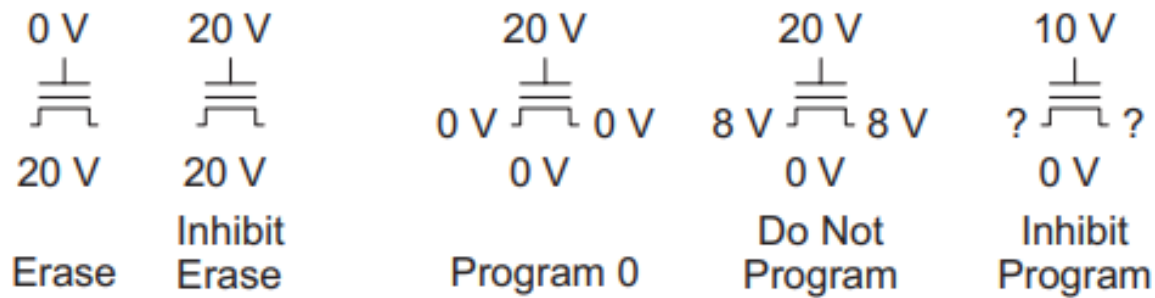 0 V 20 V 20 V 20 V 10 V
0 V 0 V 8 V 8 V ? ?
20 V 20 V 0 V 0 V 0 V
Inhibit Do Not Inhibit
Erase Erase Program 0 Program Program